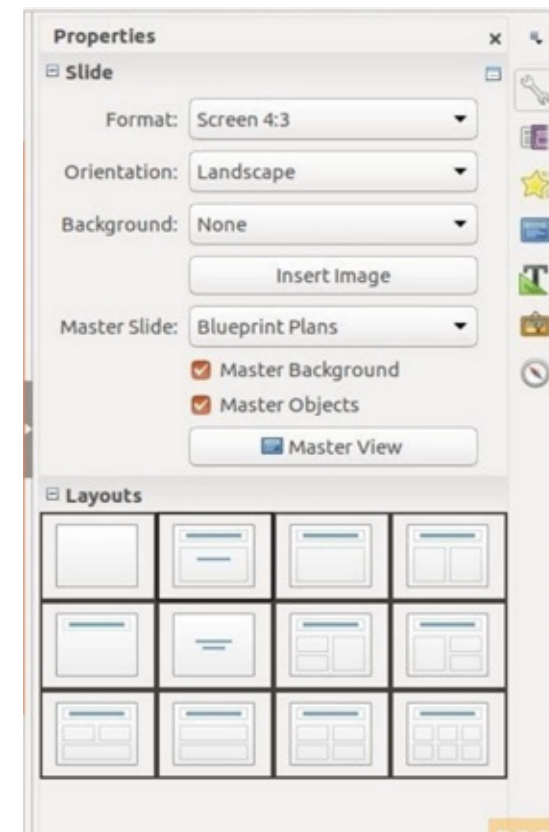 Properties
Slide
Format: Screen 4:3
Orientation: Landscape
Background: None
Insert Image
Master Slide: Blueprint Plans
Master Background
Master Objects
Master View
Layouts